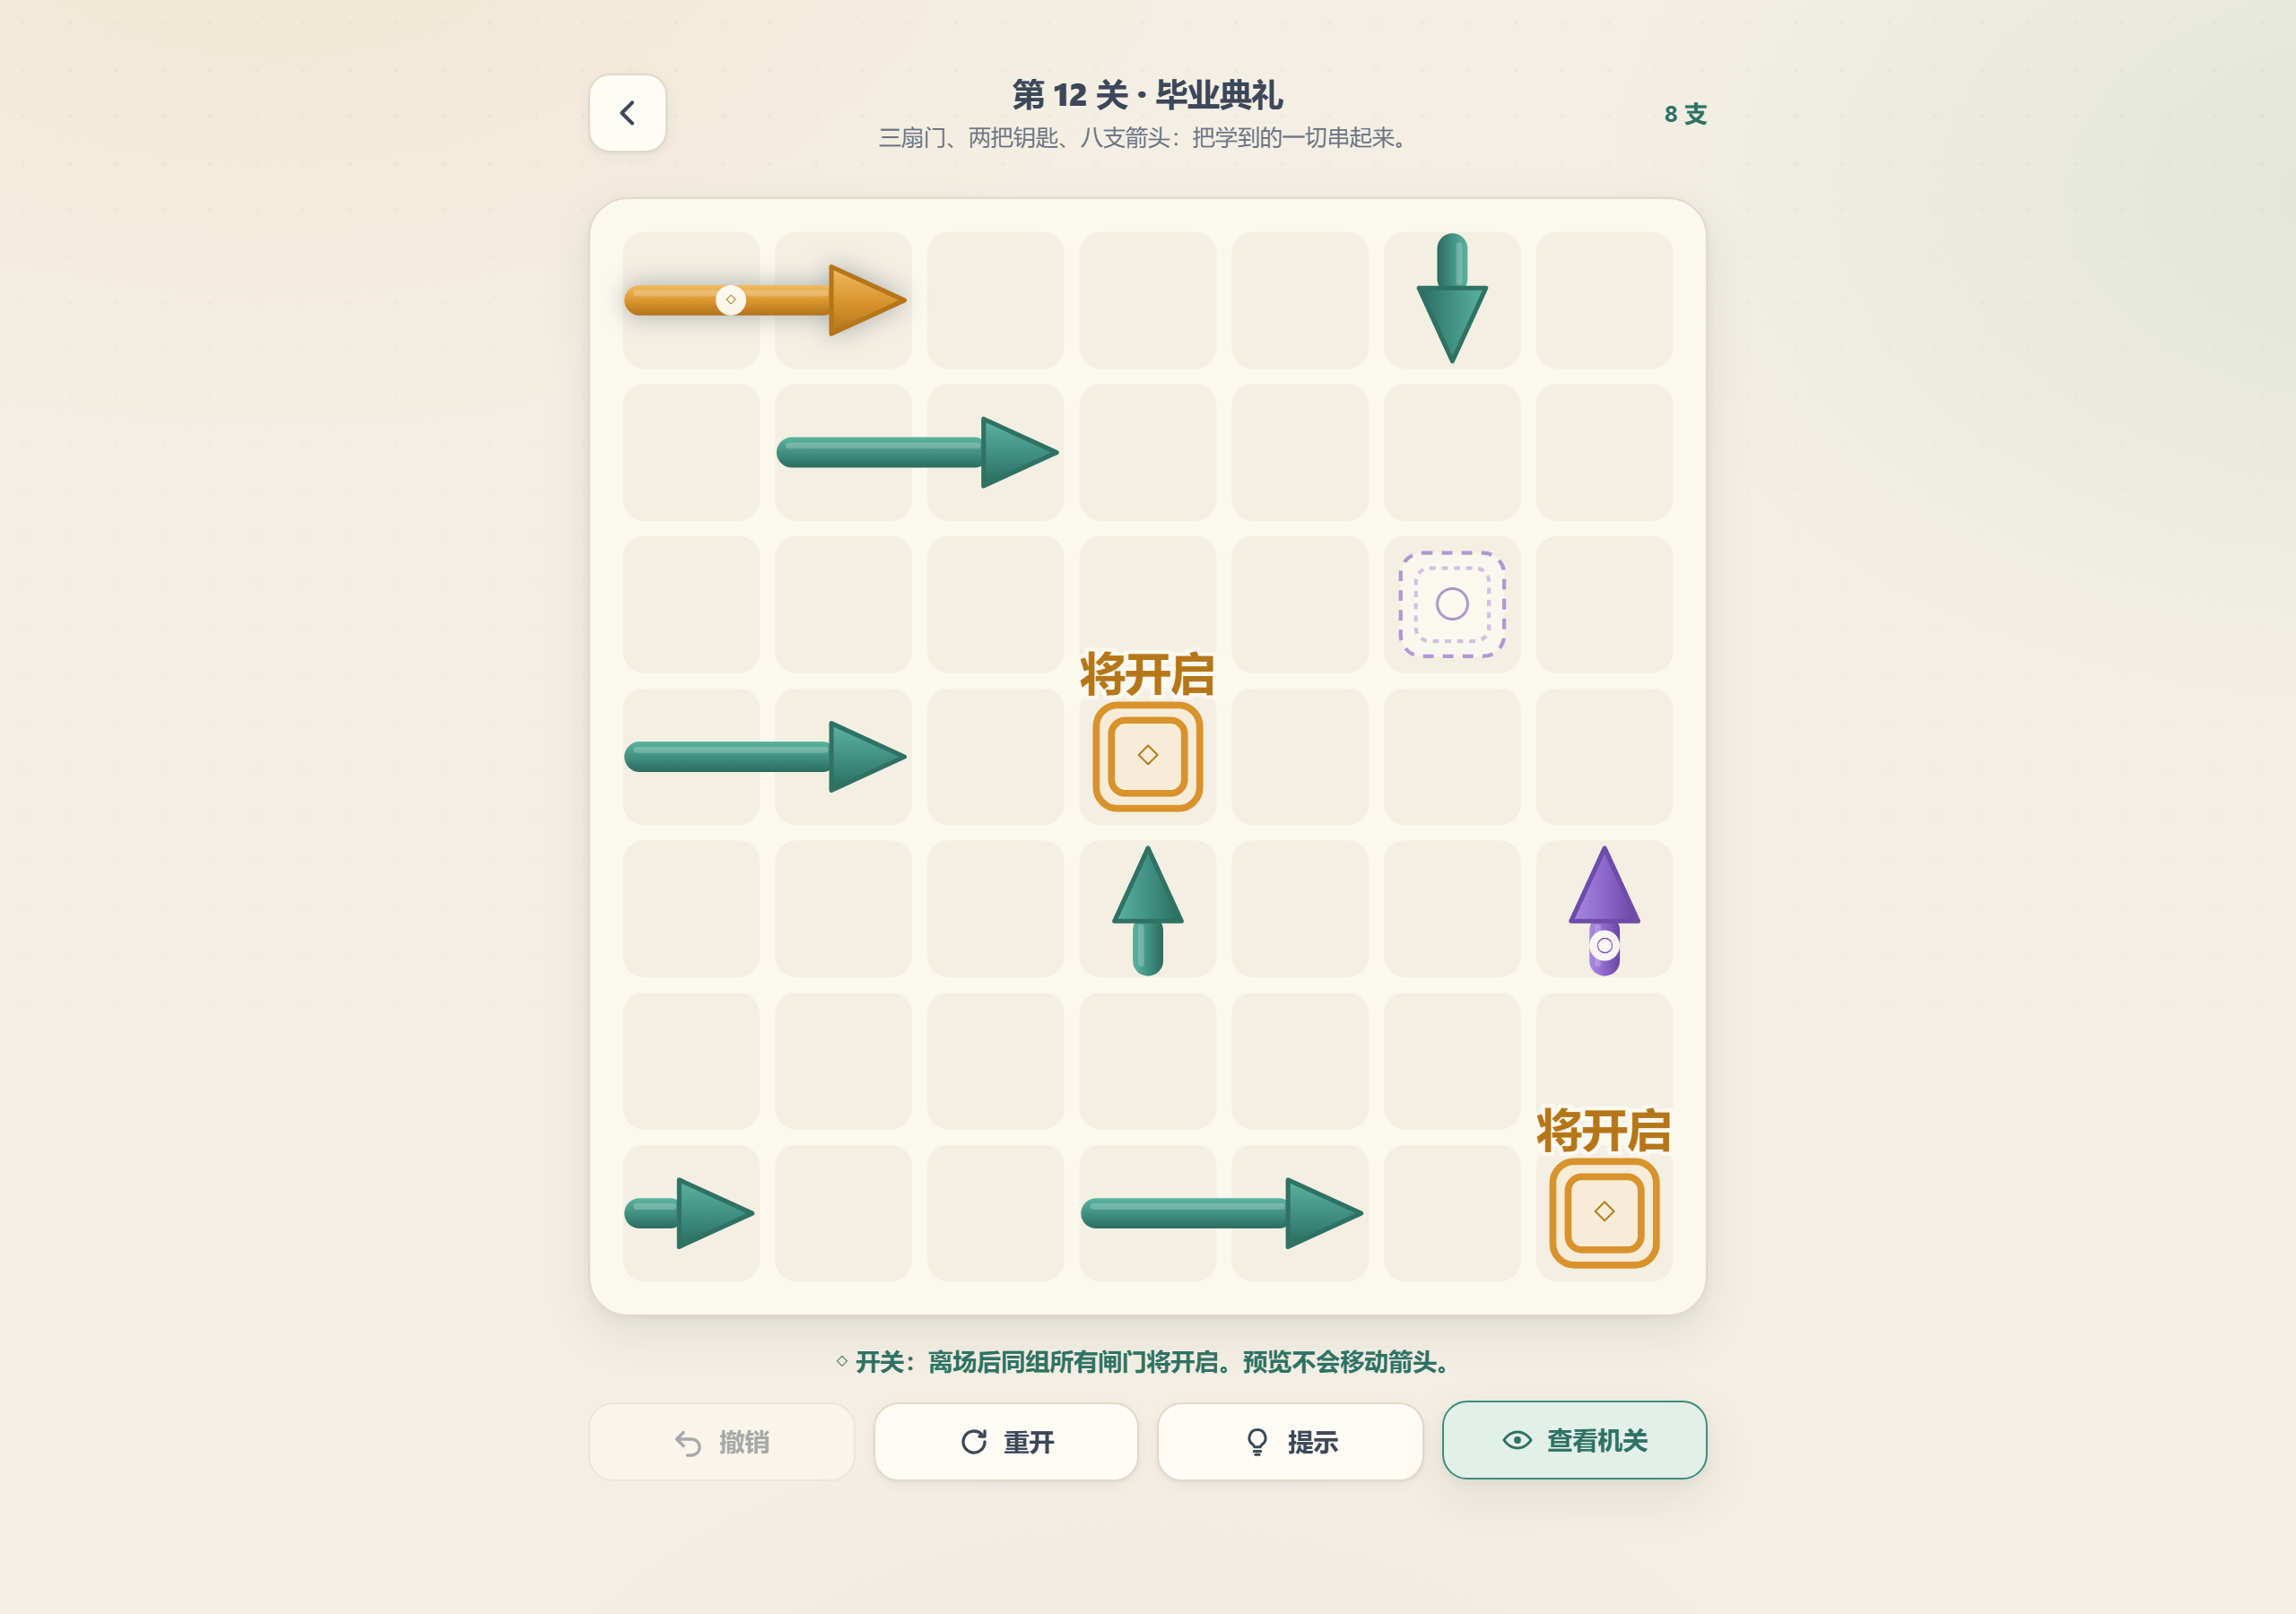 第 12 关 · 毕业典礼
三扇门、两把钥匙、八支箭头：把学到的一切串起来。
8 支
将开启
将开启
开关：离场后同组所有闸门将开启。预览不会移动箭头。
撤销
重开
提示
查看机关